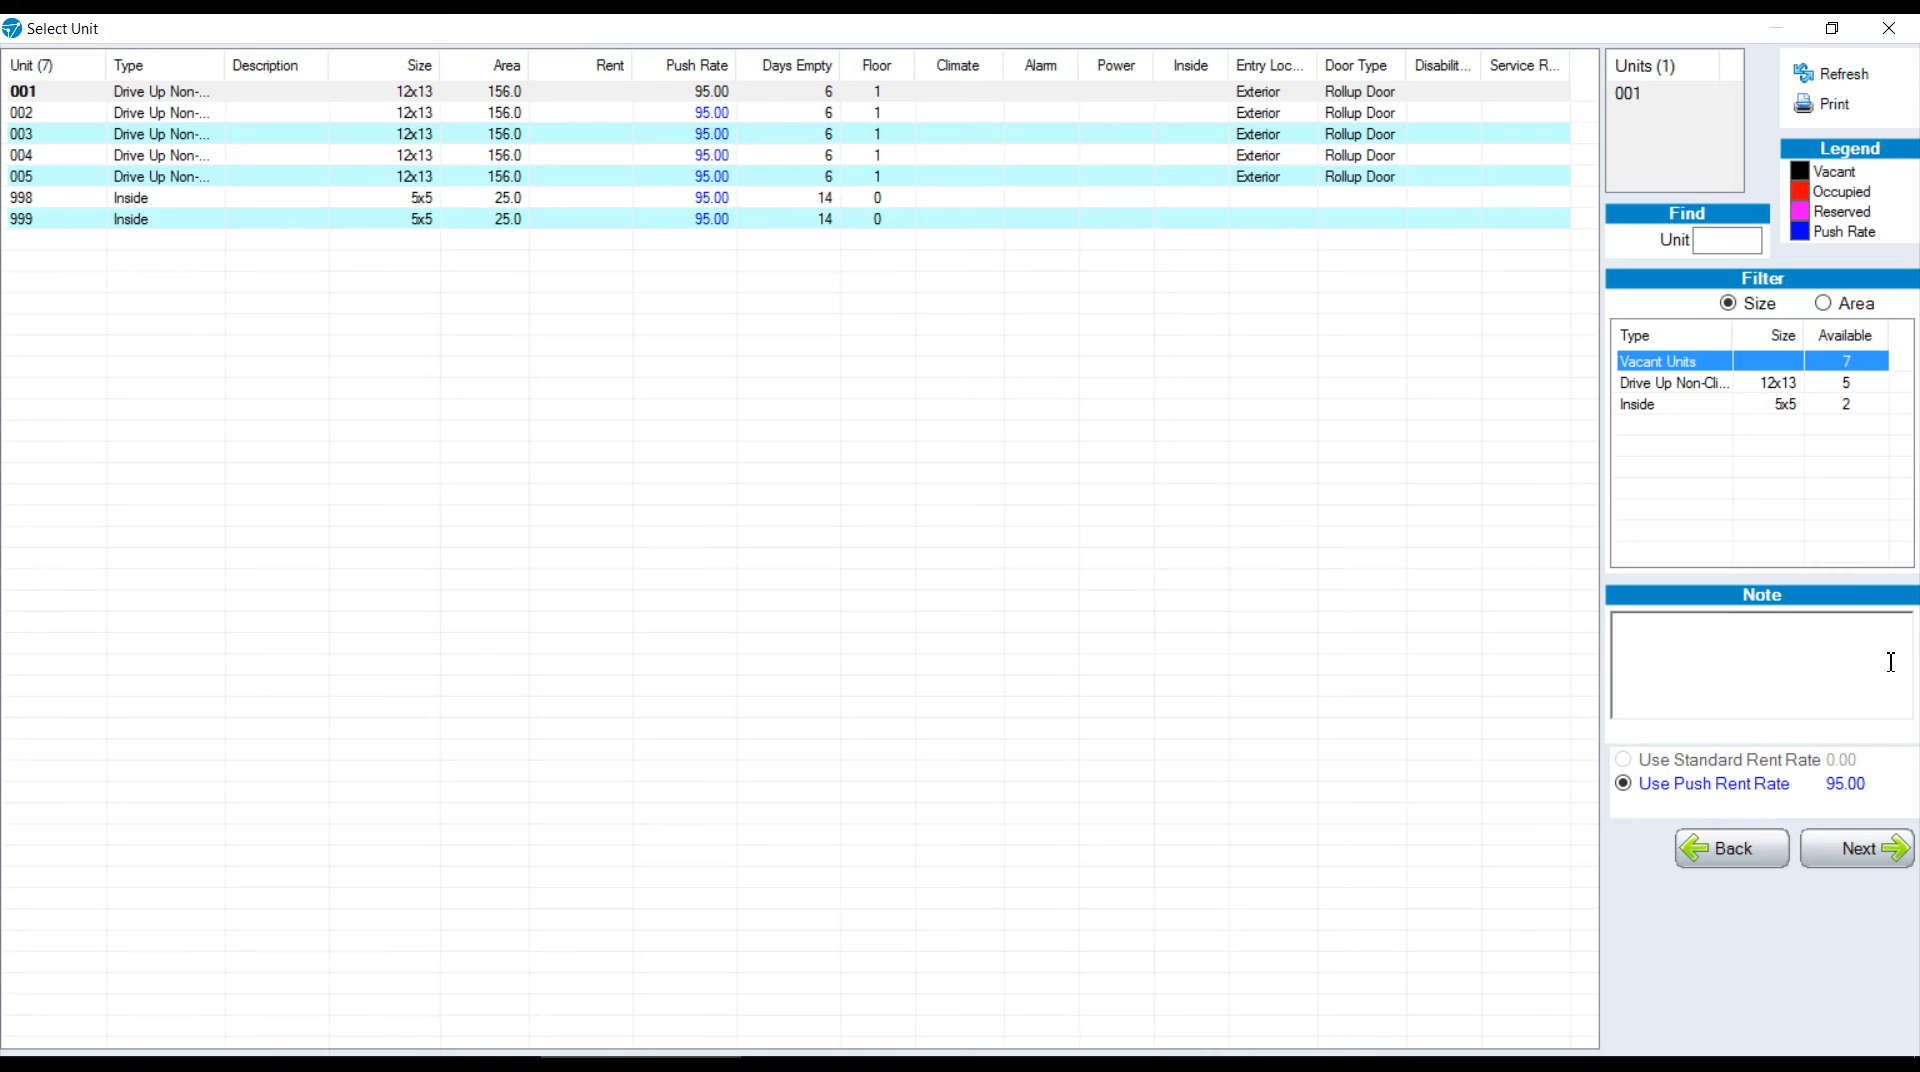 Select Unit
Unit (7) Type Description Size Area Rent Push Rate Days Empty Floor Climate Alarm Power Inside Entry Loc... Door Type Disabilit... Service R...
001 Drive Up Non-... 12x13 156.0 95.00 6 1 Exterior Rollup Door
002 Drive Up Non-... 12x13 156.0 95.00 6 1 Exterior Rollup Door
003 Drive Up Non-... 12x13 156.0 95.00 6 1 Exterior Rollup Door
004 Drive Up Non-... 12x13 156.0 95.00 6 1 Exterior Rollup Door
005 Drive Up Non-... 12x13 156.0 95.00 6 1 Exterior Rollup Door
998 Inside 5x5 25.0 95.00 14 0
999 Inside 5x5 25.0 95.00 14 0
Units (1)
001
Refresh
Print
Legend
Vacant
Occupied
Reserved
Push Rate
Find
Unit
Filter
Size Area
Type Size Available
Vacant Units 7
Drive Up Non-Cli... 12x13 5
Inside 5x5 2
Note
Use Standard Rent Rate 0.00
Use Push Rent Rate 95.00
Back Next